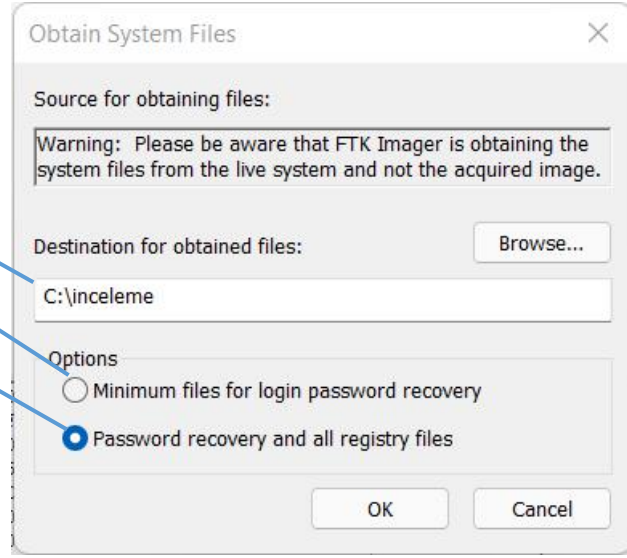 Obtain System Files
Source for obtaining files:
Warning: Please be aware that FTK Imager is obtaining the
system files from the live system and not the acquired image.
Destination for obtained files:
Browse...
C:\inceleme
Options
Minimum files for login password recovery
Password recovery and all registry files
OK
Cancel